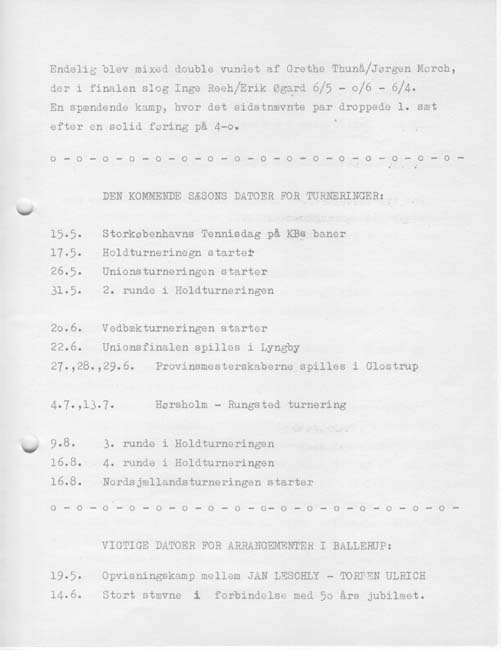 Endelig blev mixed double vundet af Grethe Thunå/Jørgen Mørch,
der i finalen slog Inge Reeh/Erik Øgard 6/5 - o/6 - 6/4.
En spændende kamp, hvor det sidstnævnte par droppede 1. sæt
efter en solid føring på 4-o.
o - o - o - o - o - o - o - o - o - o - o - o - o - o - o - o -
DEN KOMMENDE SÆSONS DATOER FOR TURNERINGER:
15.5. Storkøbenhavns Tennisdag på KBs baner
17.5. Holdturnerinegn starter
26.5. Unionsturneringen starter
31.5. 2. runde i Holdturneringen
2o.6. Vedbækturneringen starter
22.6. Unionsfinalen spilles i Lyngby
27.,28.,29.6. Provinsmesterskaberne spilles i Glostrup
4.7.,13.7. Hørsholm - Rungsted turnering
9.8. 3. runde i Holdturneringen
16.8. 4. runde i Holdturneringen
16.8. Nordsjællandsturneringen starter
o - o - o - o - o - o - o - o - o - o - o - o - o - o - o - o -
VIGTIGE DATOER FOR ARRANGEMENTER I BALLERUP:
19.5. Opvisningskamp mellem JAN LESCHLY - TORBEN ULRICH
14.6. Stort stævne i forbindelse med 5o års jubilæet.